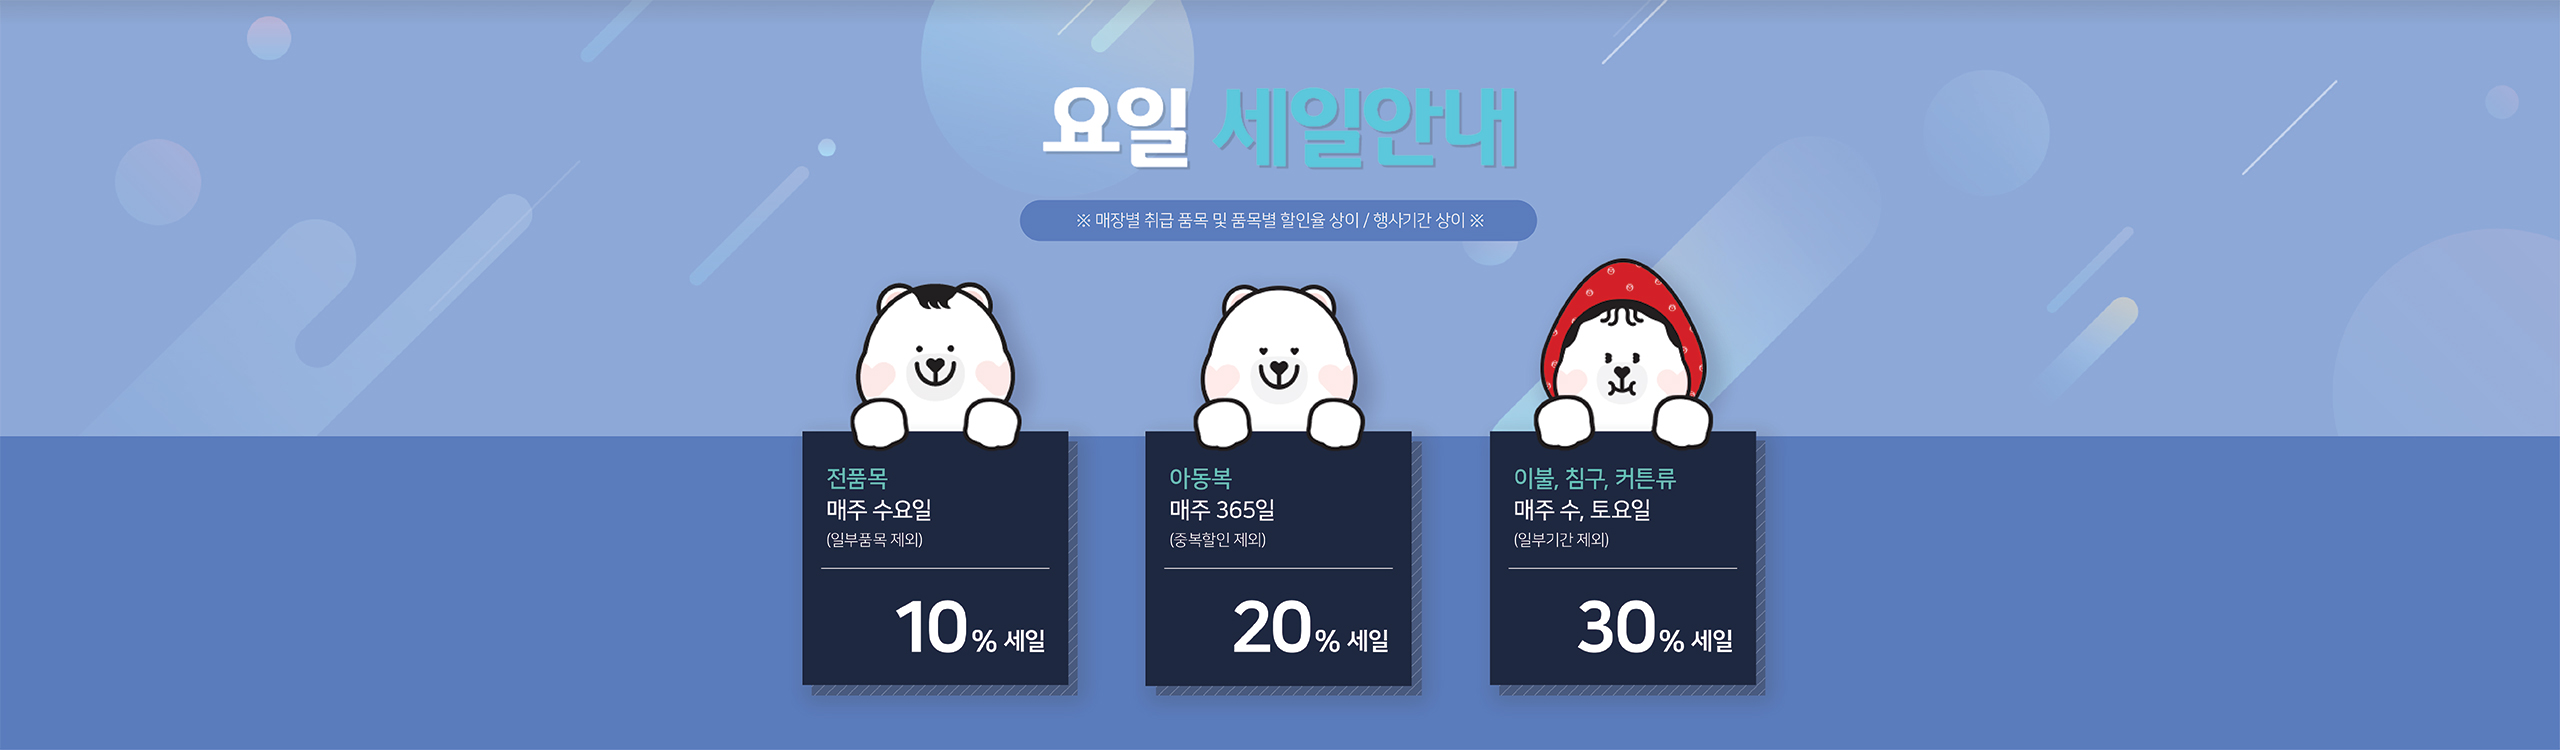 요일 세일안내
※ 매장별 취급 품목 및 품목별 할인율 상이 / 행사기간 상이 ※
전품목
매주 수요일
(일부품목 제외)
10% 세일
아동복
매주 365일
(중복할인 제외)
20% 세일
이불, 침구, 커튼류
매주 수, 토요일
(일부기간 제외)
30% 세일